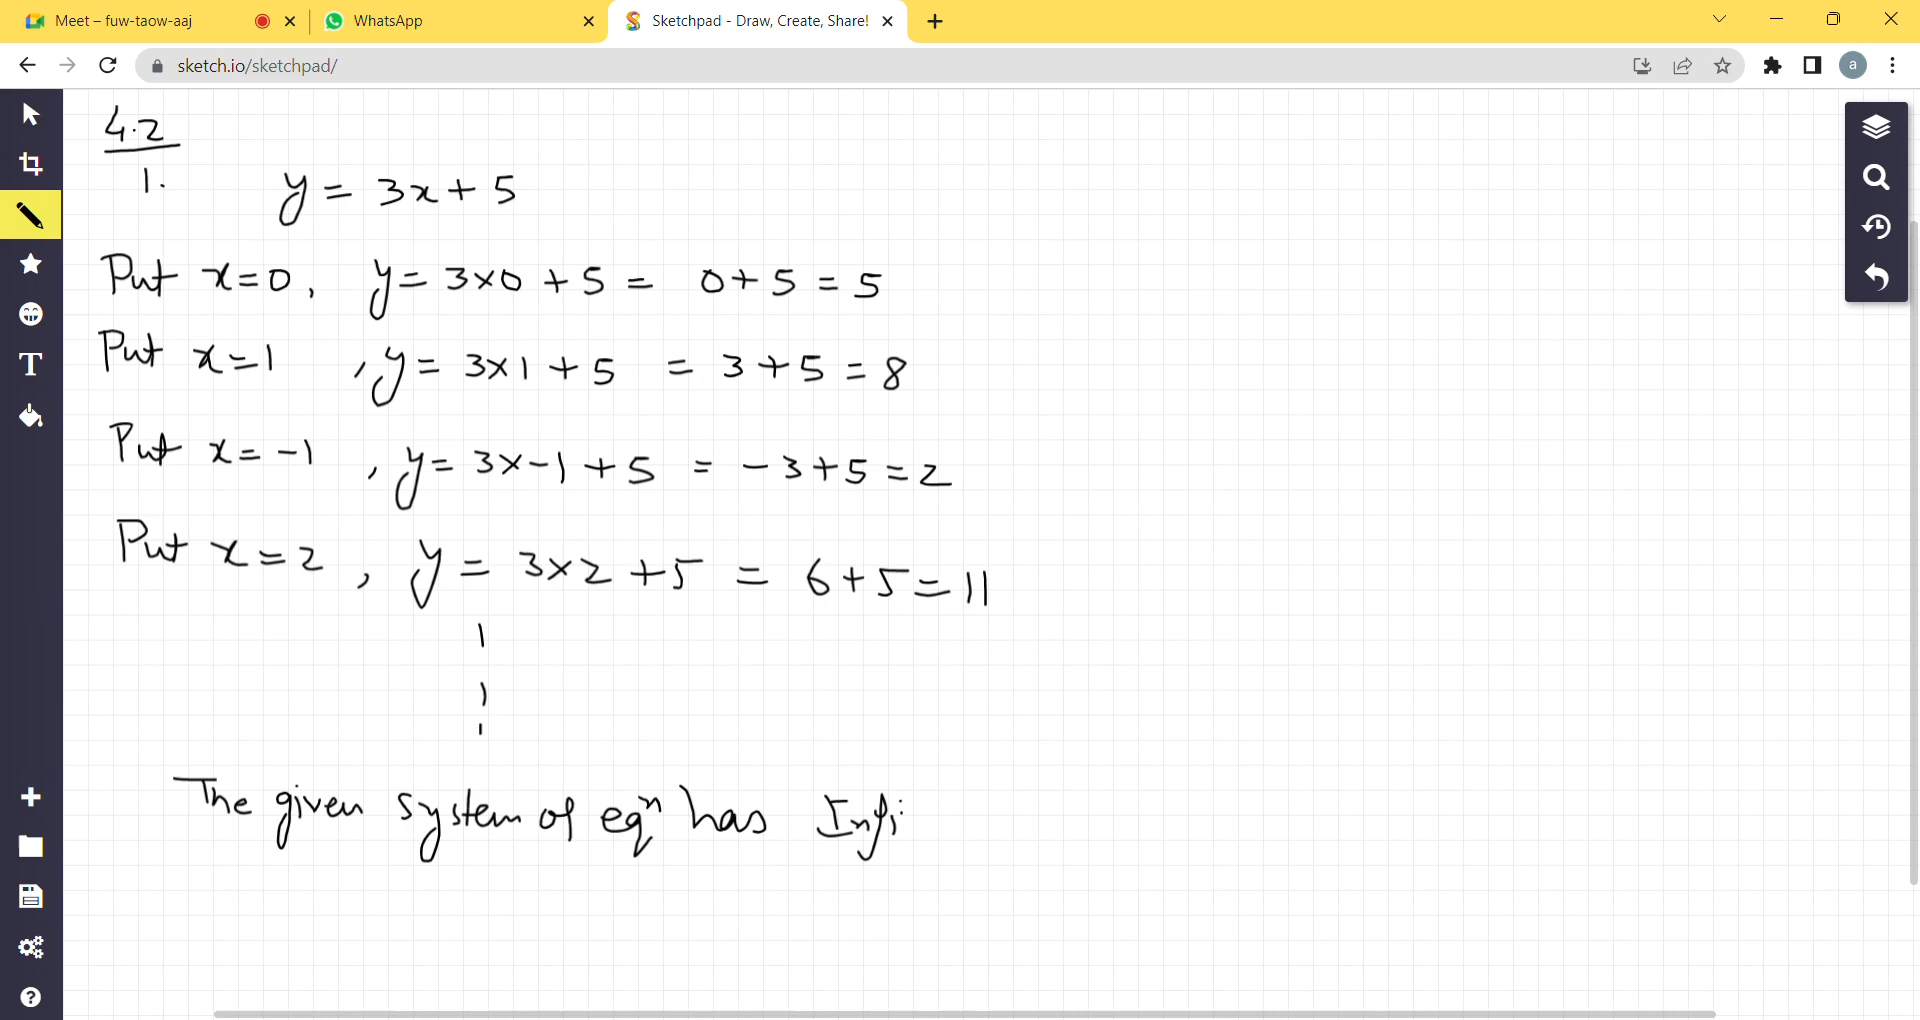 Meet – fuw-taow-aaj
WhatsApp
Sketchpad - Draw, Create, Share!
sketch.io/sketchpad/
a
4.2
1. y = 3x + 5
Put x=0, y= 3×0 + 5 = 0+5 = 5
Put x=1 , y= 3×1 + 5 = 3+5 = 8
Put x= -1 , y= 3×-1 + 5 = -3+5 = 2
Put x=2 , y = 3×2 +5 = 6+5 = 11
The given system of eqⁿ has Infi